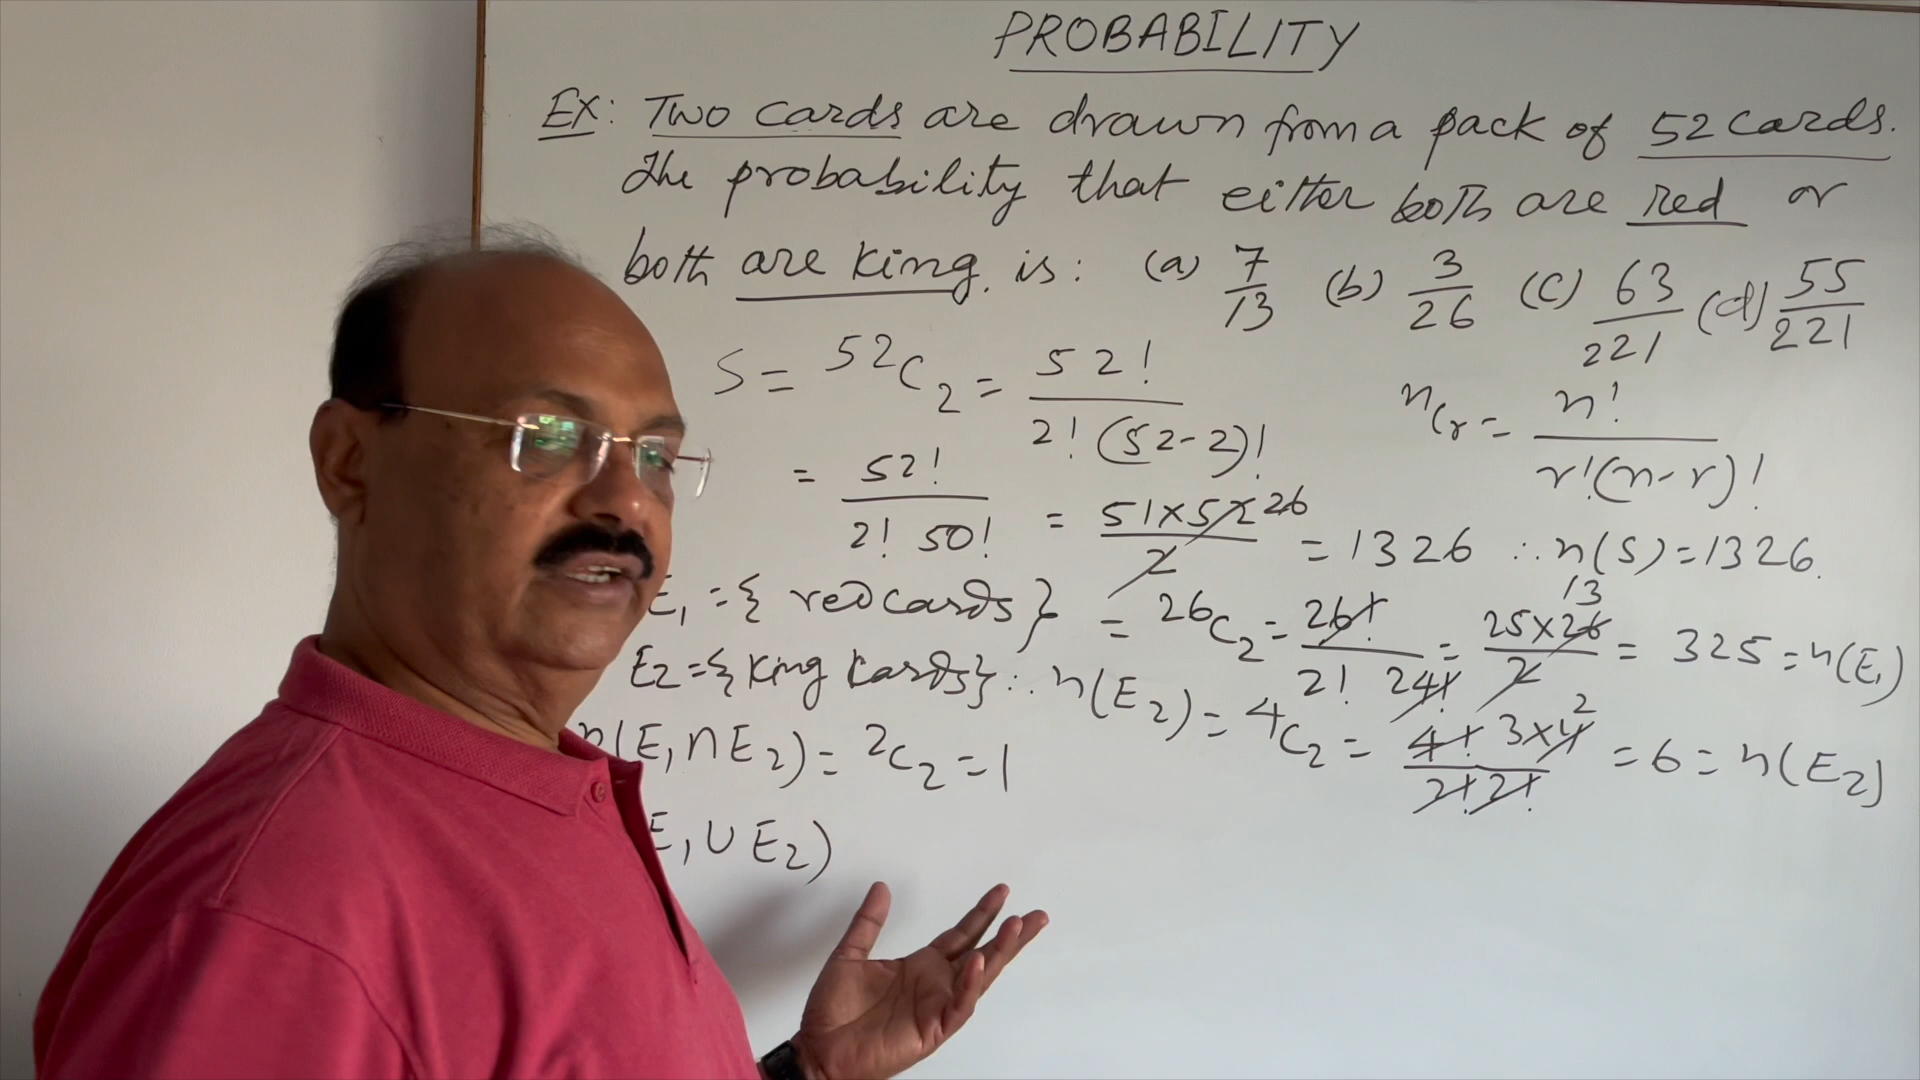 PROBABILITY
Ex: Two cards are drawn from a pack of 52 cards.
The probability that either both are red or
both are king is: (a) 7/13 (b) 3/26 (c) 63/221 (d) 55/221
S = ⁵²C₂ = 52!/2!(52-2)!
ⁿCr = n!/r!(n-r)!
= 52!/2! 50! = 51×52/2 26 = 1326 ∴ n(S) = 1326.
E₁ = { red cards } = ²⁶C₂ = 26!/2! 24! = 25×26/2 13 = 325 = n(E₁)
E₂ = {King Kards} ∴ n(E₂) = ⁴C₂ = 4! 3×4/2!2! 2 = 6 = n(E₂)
n(E₁∩E₂) = ²C₂ = 1
E₁ ∪ E₂)